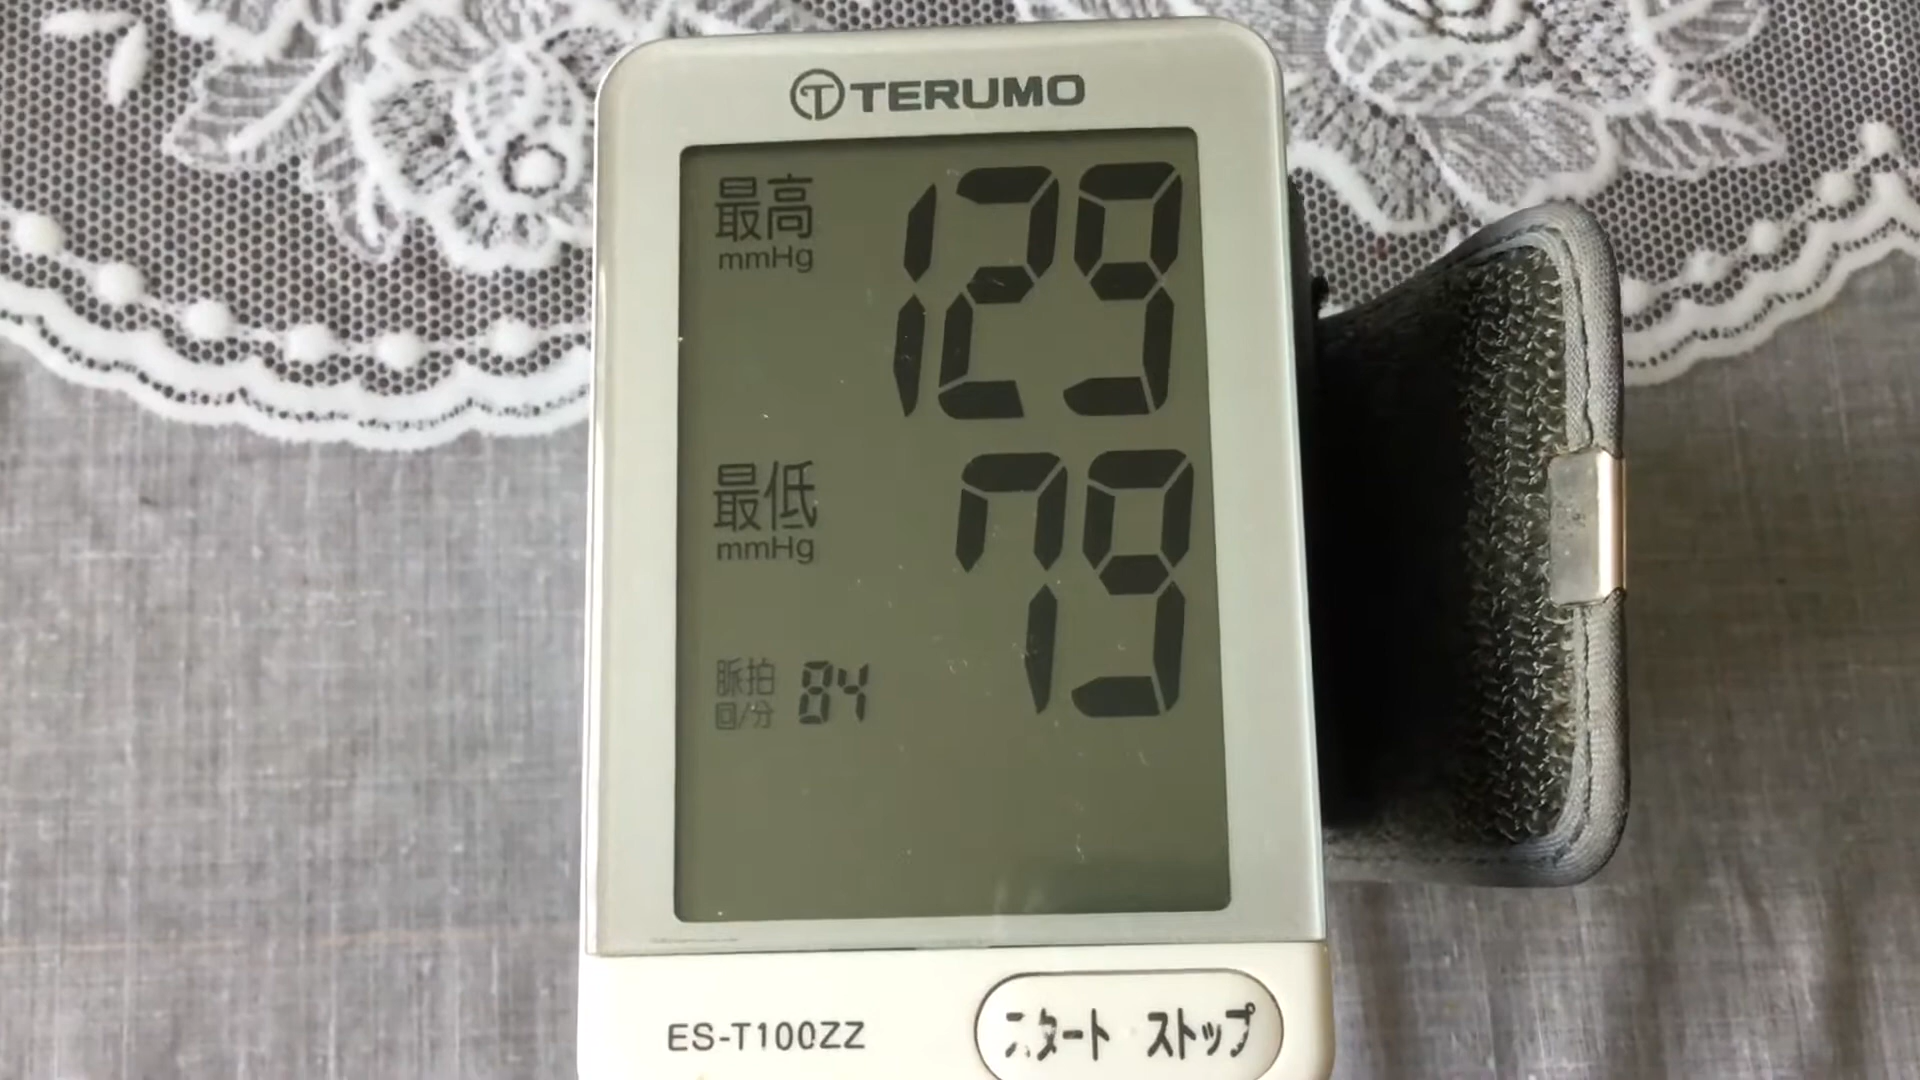 TERUMO
最高 129
mmHg
最低 79
mmHg
脈拍 84
回/分
ES-T100ZZ
スタート ストップ